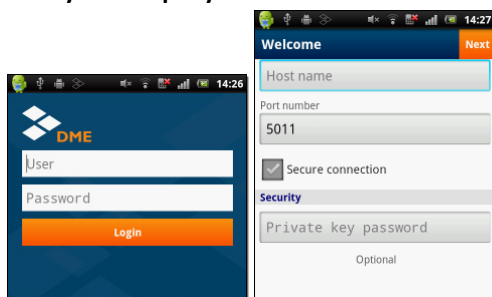 14:26
DME
User
Password
Login
14:27
Welcome
Next
Host name
Port number
5011
Secure connection
Security
Private key password
Optional